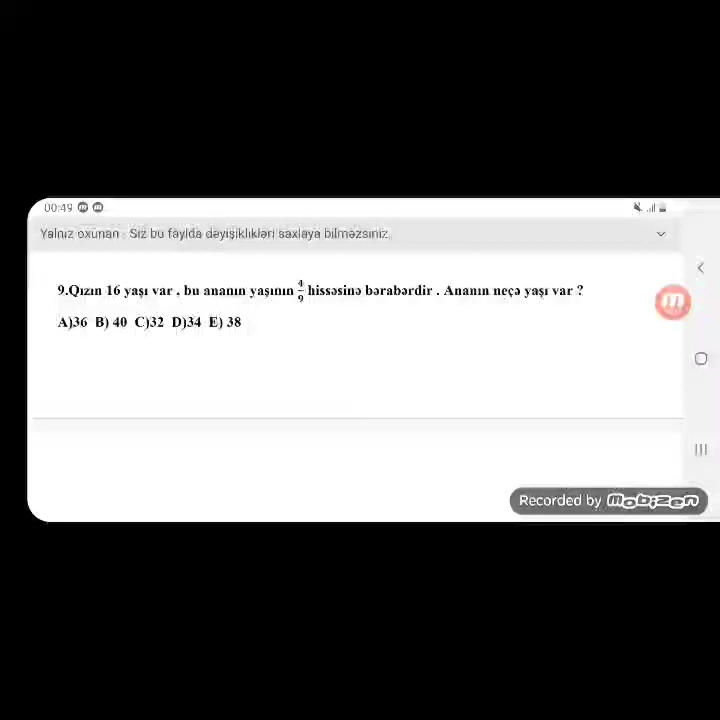 00:49
Yalnız oxunan - Siz bu faylda dəyişiklikləri saxlaya bilməzsiniz.
9.Qızın 16 yaşı var , bu ananın yaşının 4/9 hissəsinə bərabərdir . Ananın neçə yaşı var ?
A)36 B) 40 C)32 D)34 E) 38
Recorded by Mobizen